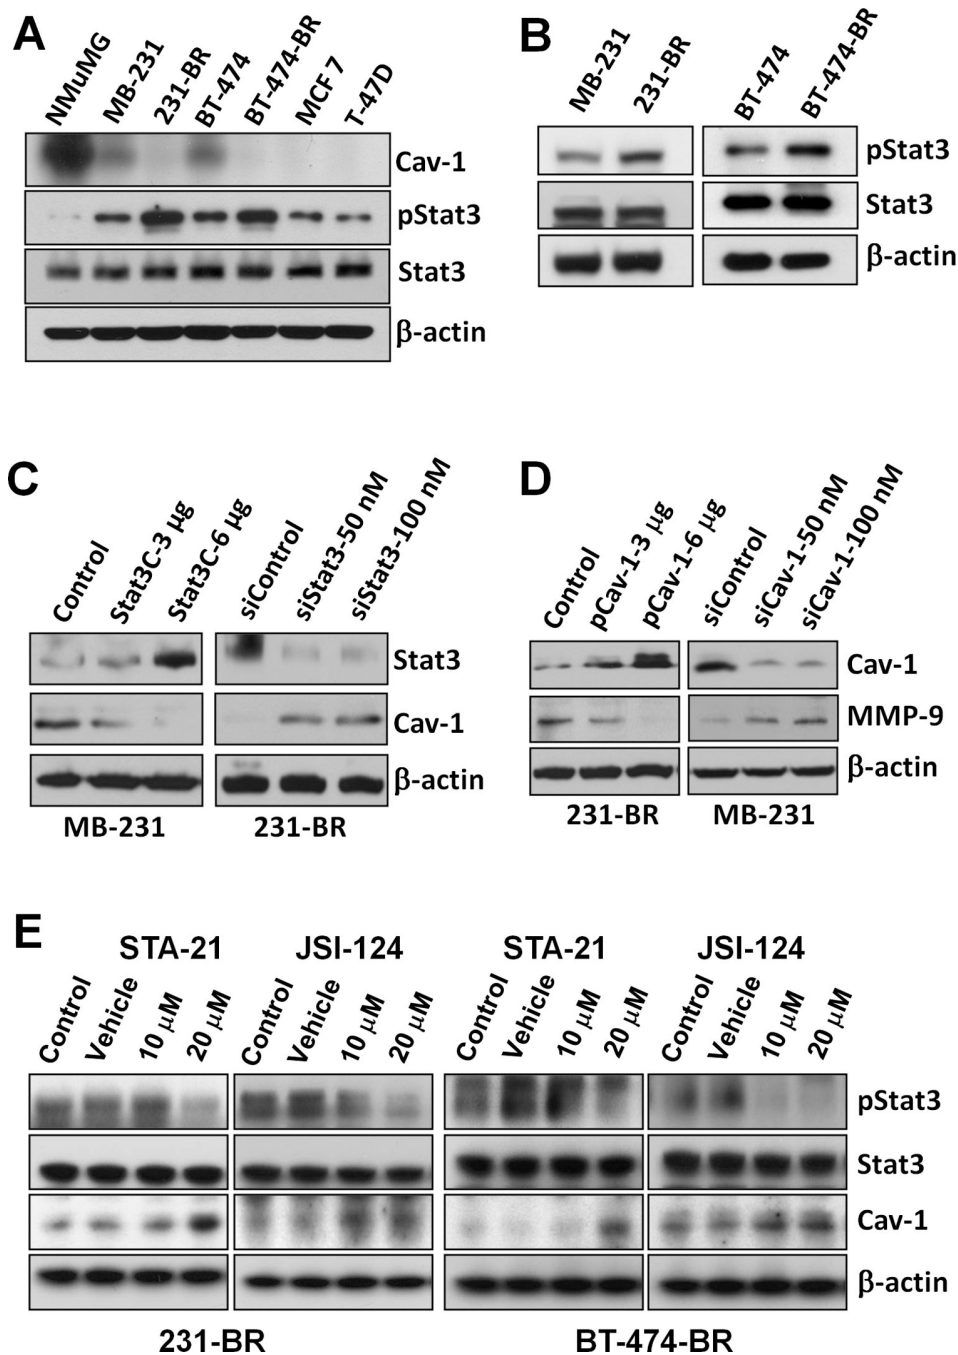 A
NMuMG MB-231 231-BR BT-474 BT-474-BR MCF 7 T-47D
Cav-1
pStat3
Stat3
β-actin
B
MB-231 231-BR BT-474 BT-474-BR
pStat3
Stat3
β-actin
C
Control Stat3C-3 µg Stat3C-6 µg siControl siStat3-50 nM siStat3-100 nM
Stat3
Cav-1
β-actin
MB-231 231-BR
D
Control pCav-1-3 µg pCav-1-6 µg siControl siCav-1-50 nM siCav-1-100 nM
Cav-1
MMP-9
β-actin
231-BR MB-231
E
STA-21 JSI-124 STA-21 JSI-124
Control Vehicle 10 µM 20 µM Control Vehicle 10 µM 20 µM Control Vehicle 10 µM 20 µM Control Vehicle 10 µM 20 µM
pStat3
Stat3
Cav-1
β-actin
231-BR BT-474-BR